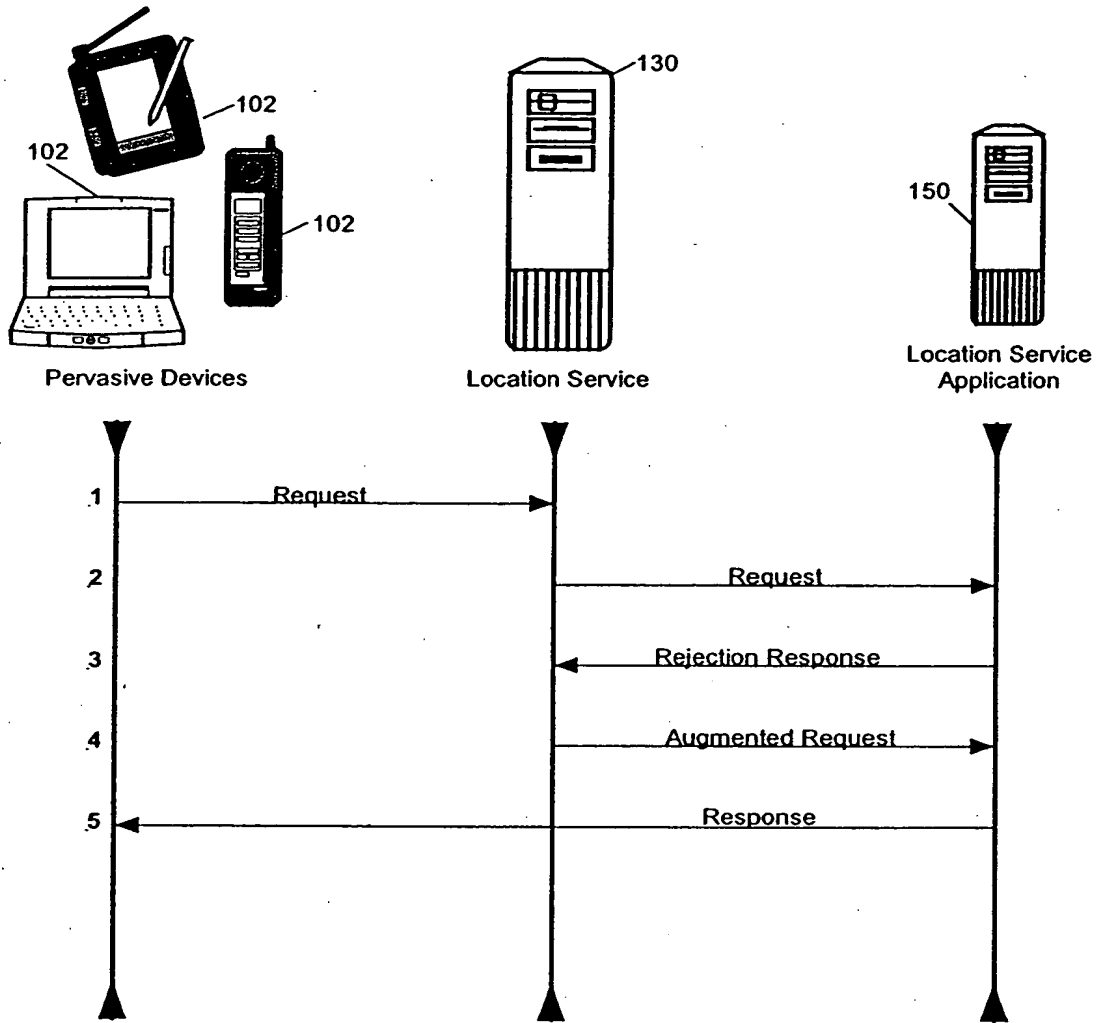 102
102
102
130
150
Pervasive Devices
Location Service
Location Service
Application
1 Request
2 Request
3 Rejection Response
4 Augmented Request
5 Response